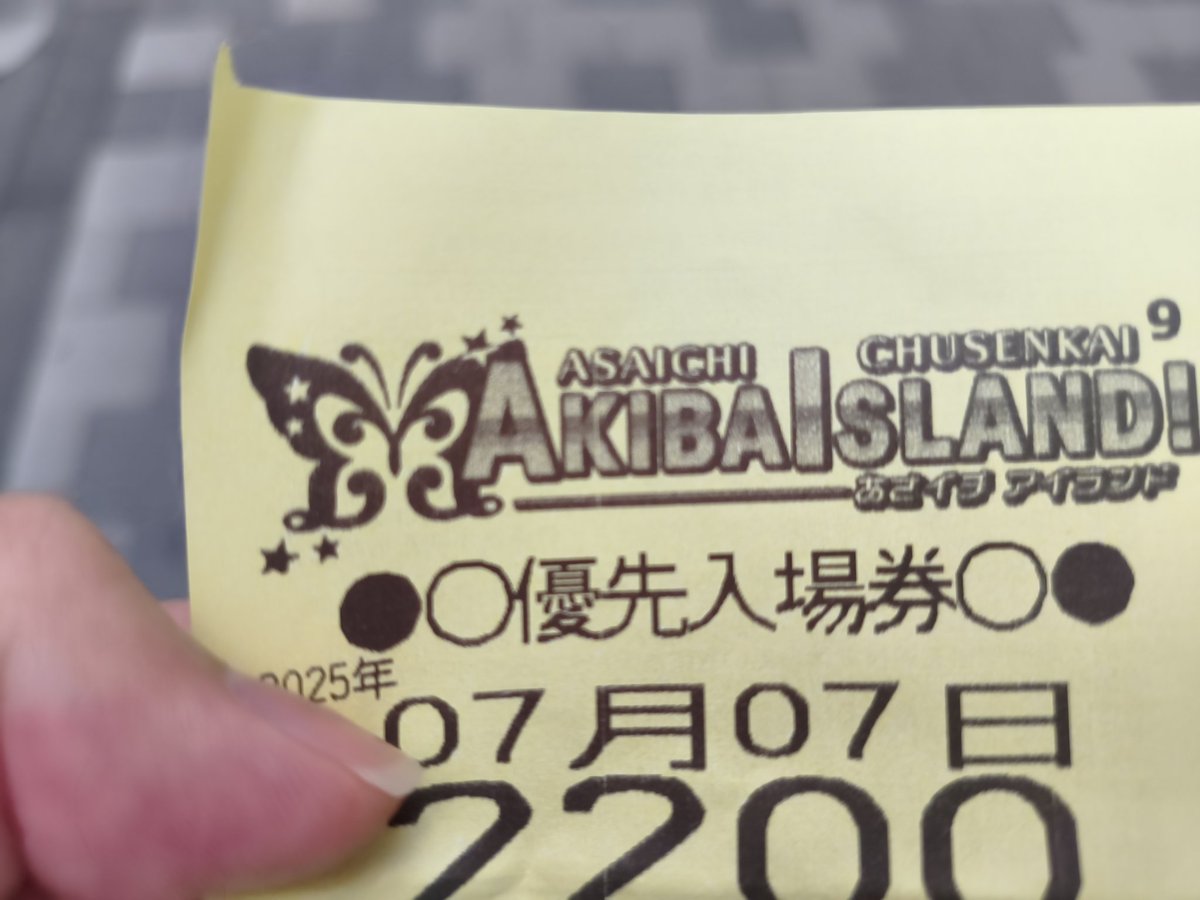 ASAICHI CHUSENKAI 9
AKIBA ISLAND!
あさイヲ アイランド
●○優先入場券○●
2025年
07月07日
2200